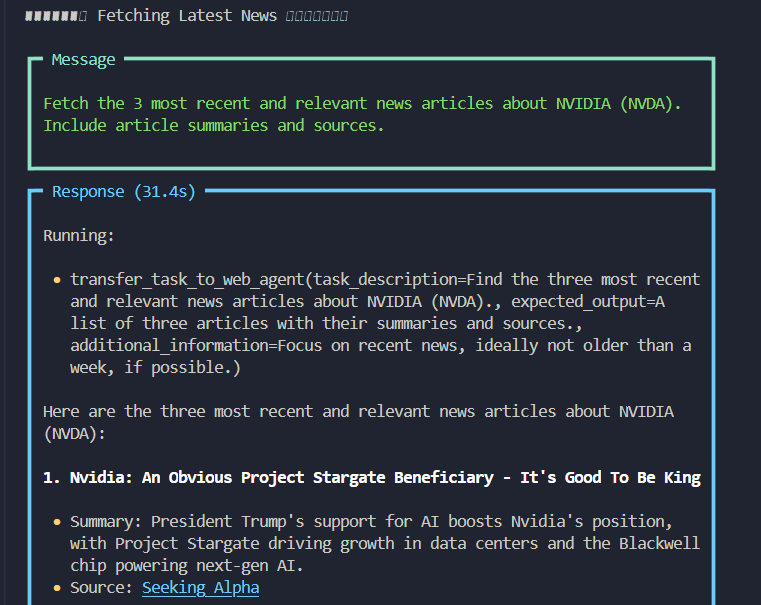 Fetching Latest News
Message
Fetch the 3 most recent and relevant news articles about NVIDIA (NVDA).
Include article summaries and sources.
Response (31.4s)
Running:
• transfer_task_to_web_agent(task_description=Find the three most recent
and relevant news articles about NVIDIA (NVDA)., expected_output=A
list of three articles with their summaries and sources.,
additional_information=Focus on recent news, ideally not older than a
week, if possible.)
Here are the three most recent and relevant news articles about NVIDIA
(NVDA):
1. Nvidia: An Obvious Project Stargate Beneficiary - It's Good To Be King
• Summary: President Trump's support for AI boosts Nvidia's position,
with Project Stargate driving growth in data centers and the Blackwell
chip powering next-gen AI.
• Source: Seeking Alpha